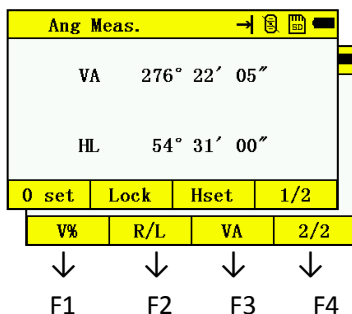 Ang Meas. SD
VA 276° 22′ 05″
HL 54° 31′ 00″
0 set Lock Hset 1/2
V% R/L VA 2/2
F1 F2 F3 F4